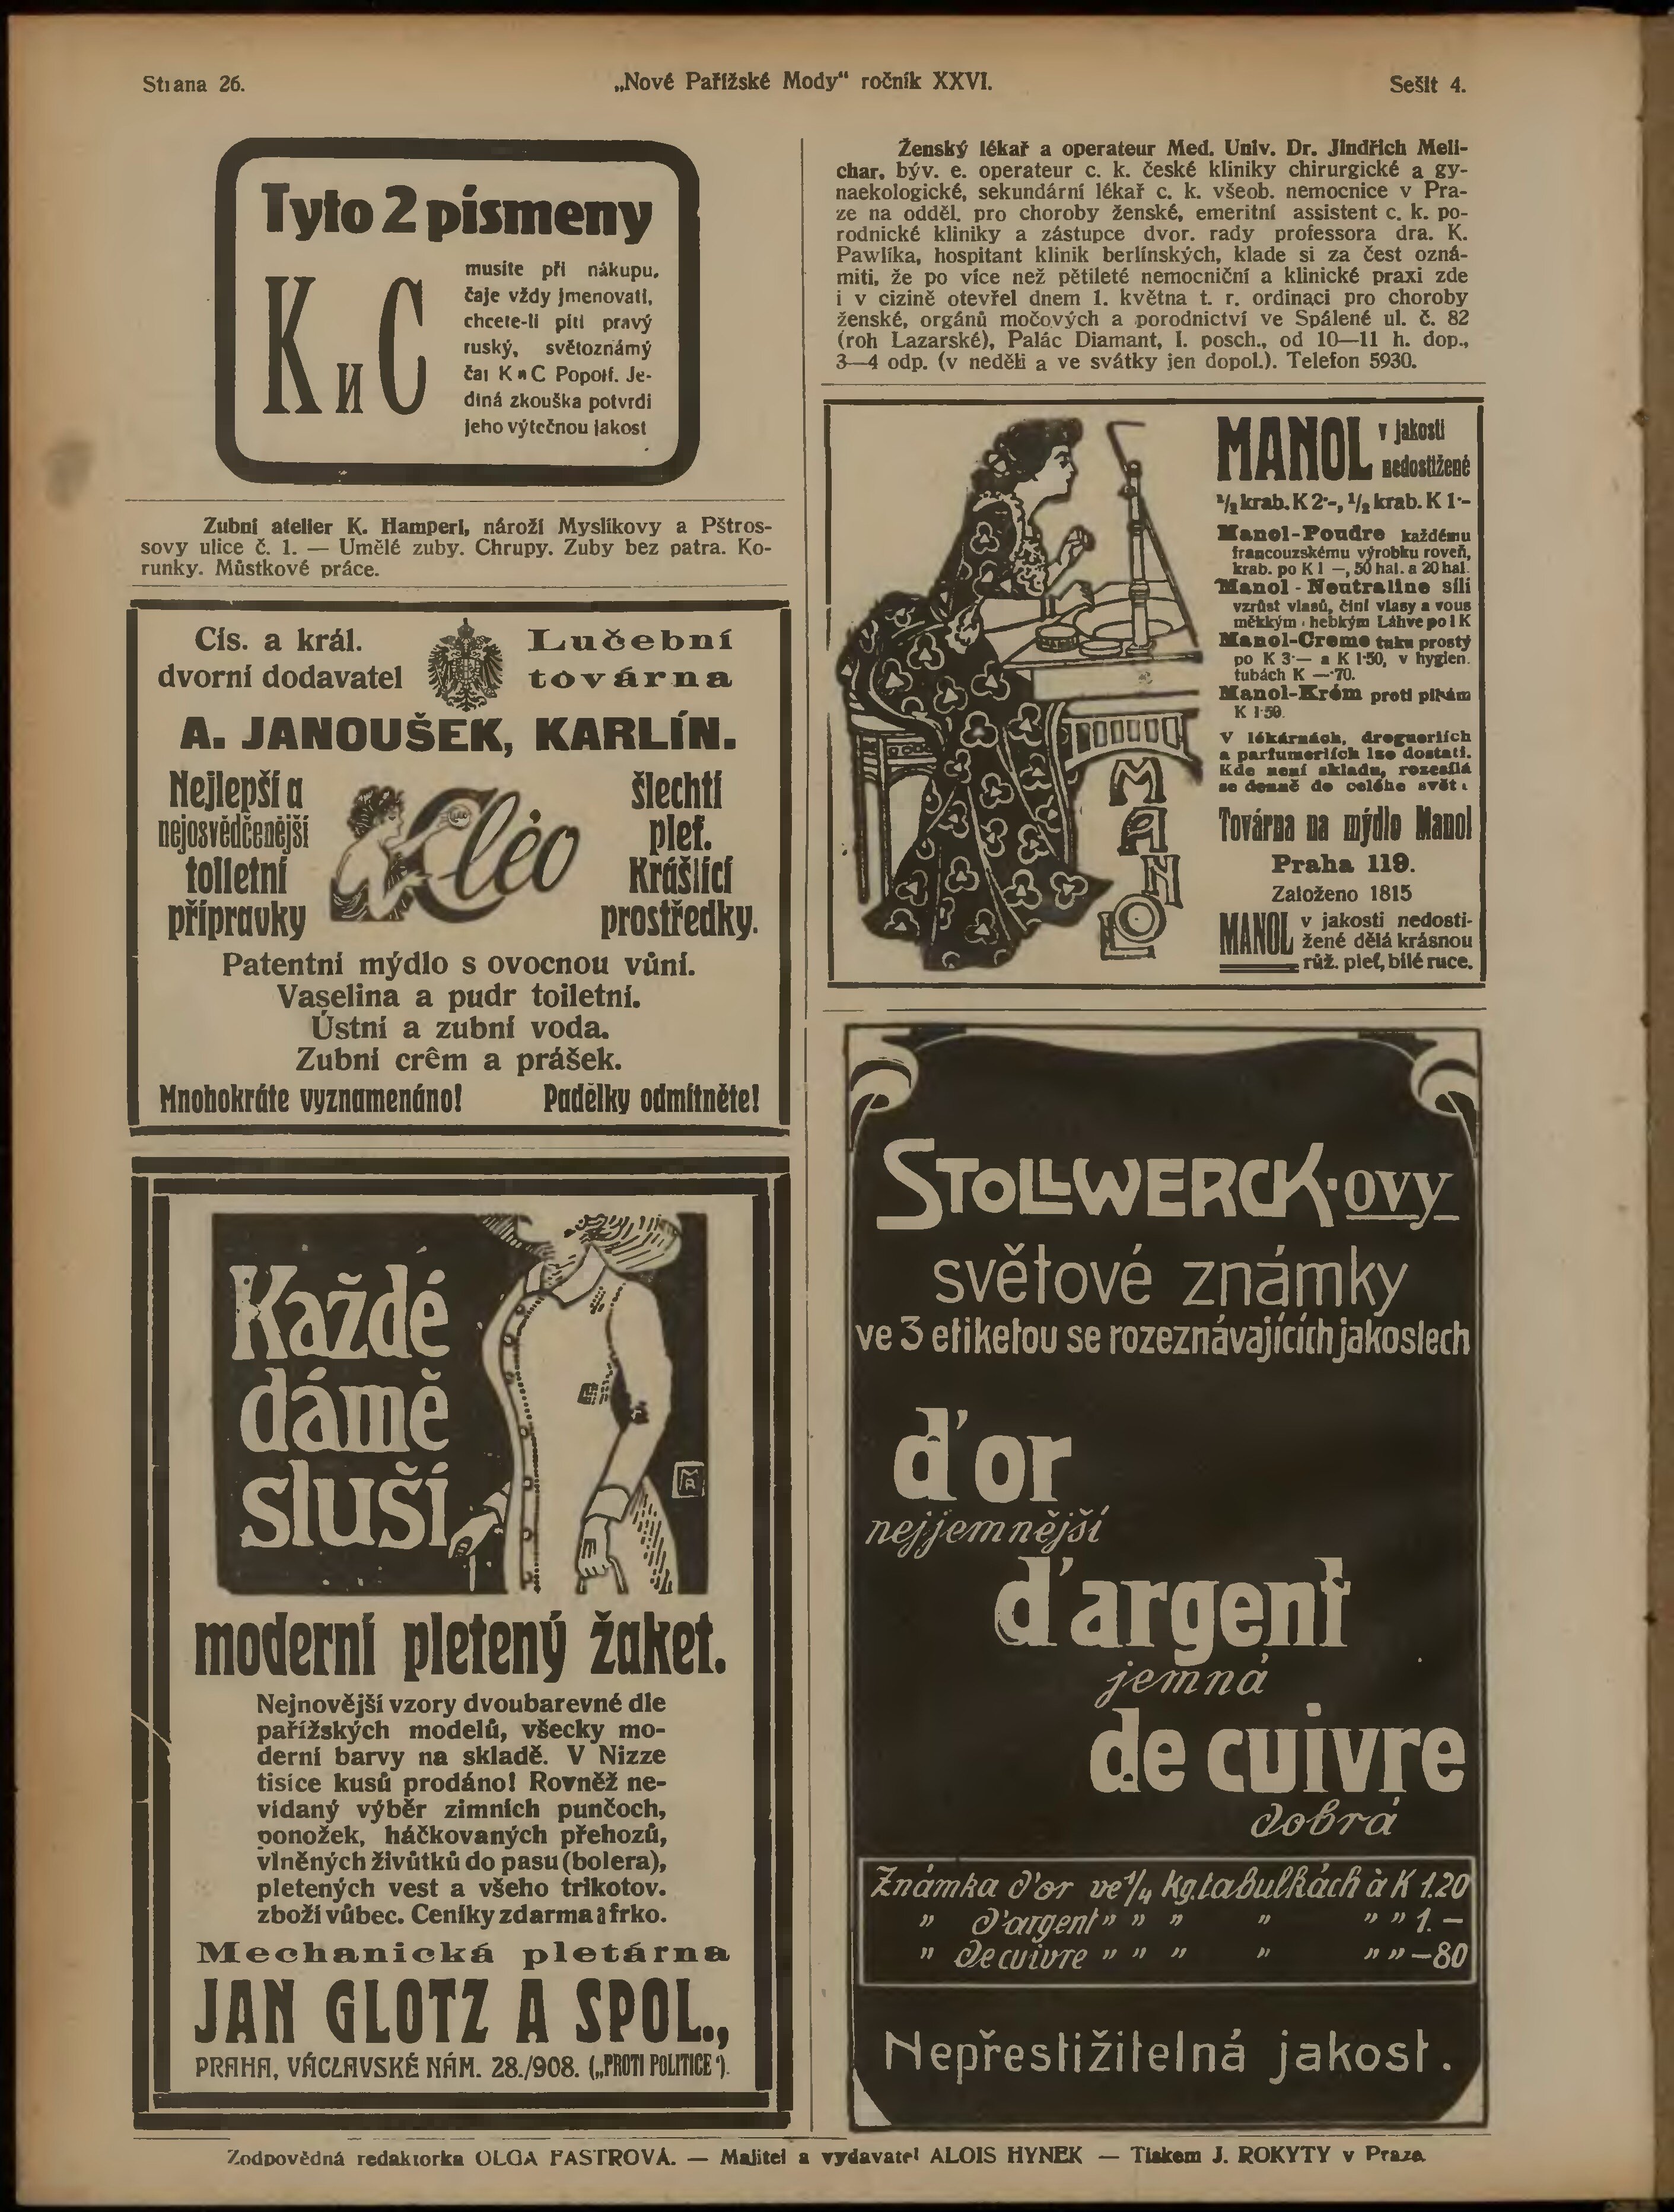 Strana 26.
„Nové Pařížské Mody“ ročník XXVI.
Sešit 4.
Tyto 2 písmeny
K и C
musíte při nákupu,
čaje vždy jmenovati,
chcete-li píti pravý
ruský, světoznámý
čaj K и C Popoff. Je-
diná zkouška potvrdí
jeho výtečnou jakost
Zubní atelier K. Hamperl, nároží Myslíkovy a Pštros-
sovy ulice č. 1. — Umělé zuby. Chrupy. Zuby bez patra. Ko-
runky. Můstkové práce.
Cís. a král.
dvorní dodavatel
Lučební
továrna
A. JANOUŠEK, KARLÍN.
Nejlepší a
nejosvědčenější
toiletní
přípravky
Cléo
šlechtí
pleť.
Krášlící
prostředky.
Patentní mýdlo s ovocnou vůní.
Vaselina a pudr toiletní.
Ústní a zubní voda.
Zubní crêm a prášek.
Mnohokráte vyznamenáno! Padělky odmítněte!
Každé
dámě
sluší
MA
moderní pletený žaket.
Nejnovější vzory dvoubarevné dle
pařížských modelů, všecky mo-
derní barvy na skladě. V Nizze
tisíce kusů prodáno! Rovněž ne-
vídaný výběr zimních punčoch,
ponožek, háčkovaných přehozů,
vlněných živůtků do pasu (bolera),
pletených vest a všeho trikotov.
zboží vůbec. Ceníky zdarma a frko.
Mechanická pletárna
JAN GLOTZ A SPOL.,
PRAHA, VÁCLAVSKÉ NÁM. 28./908. („PROTI POLITICE“).
Ženský lékař a operateur Med. Univ. Dr. Jindřich Meli-
char, býv. e. operateur c. k. české kliniky chirurgické a gy-
naekologické, sekundární lékař c. k. všeob. nemocnice v Pra-
ze na odděl. pro choroby ženské, emeritní assistent c. k. po-
rodnické kliniky a zástupce dvor. rady professora dra. K.
Pawlíka, hospitant klinik berlínských, klade si za čest ozná-
miti, že po více než pětileté nemocniční a klinické praxi zde
i v cizině otevřel dnem 1. května t. r. ordinaci pro choroby
ženské, orgánů močových a porodnictví ve Spálené ul. č. 82
(roh Lazarské), Palác Diamant, I. posch., od 10—11 h. dop.,
3—4 odp. (v neděli a ve svátky jen dopol.). Telefon 5930.
MANOL
MANOL v jakosti
nedostižené
1/1 krab. K 2·-, 1/2 krab. K 1·-
Manol-Poudre každému
francouzskému výrobku roveň,
krab. po K 1 —, 50 hal. a 20 hal.
Manol - Neutraline sílí
vzrůst vlasů, činí vlasy a vous
měkkým · hebkým Láhve po 1 K
Manol-Creme tuku prostý
po K 3·— a K 1·50, v hygien.
tubách K —·70.
Manol-Krém proti pihám
K 1·50.
V lékárnách, drogueriích
a parfumeriích lze dostati.
Kde není skladu, rozesílá
se denně do celého světa
Továrna na mýdlo Manol
Praha 119.
Založeno 1815
MANOL v jakosti nedosti-
žené dělá krásnou
růž. pleť, bílé ruce.
STOLLWERCK·ovy
světové známky
ve 3 etiketou se rozeznávajících jakostech
d'or
nejjemnější
d'argent
jemná
de cuivre
dobrá
Známka d'or ve 1/4 Kg. tabulkách à K 1.20
„ d'argent „ „ „ „ „ „ 1.—
„ de cuivre „ „ „ „ „ „ —80
Nepřestižitelná jakost.
Zodpovědná redaktorka OLGA FASTROVÁ. — Majitel a vydavatel ALOIS HYNEK — Tiskem J. ROKYTY v Praze